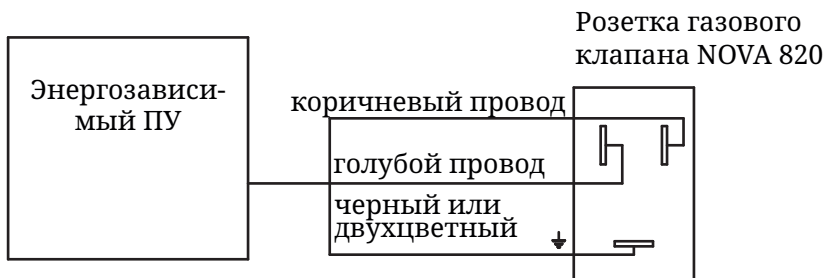 Розетка газового
клапана NOVA 820
Энергозависи-
мый ПУ
коричневый провод
голубой провод
черный или
двухцветный